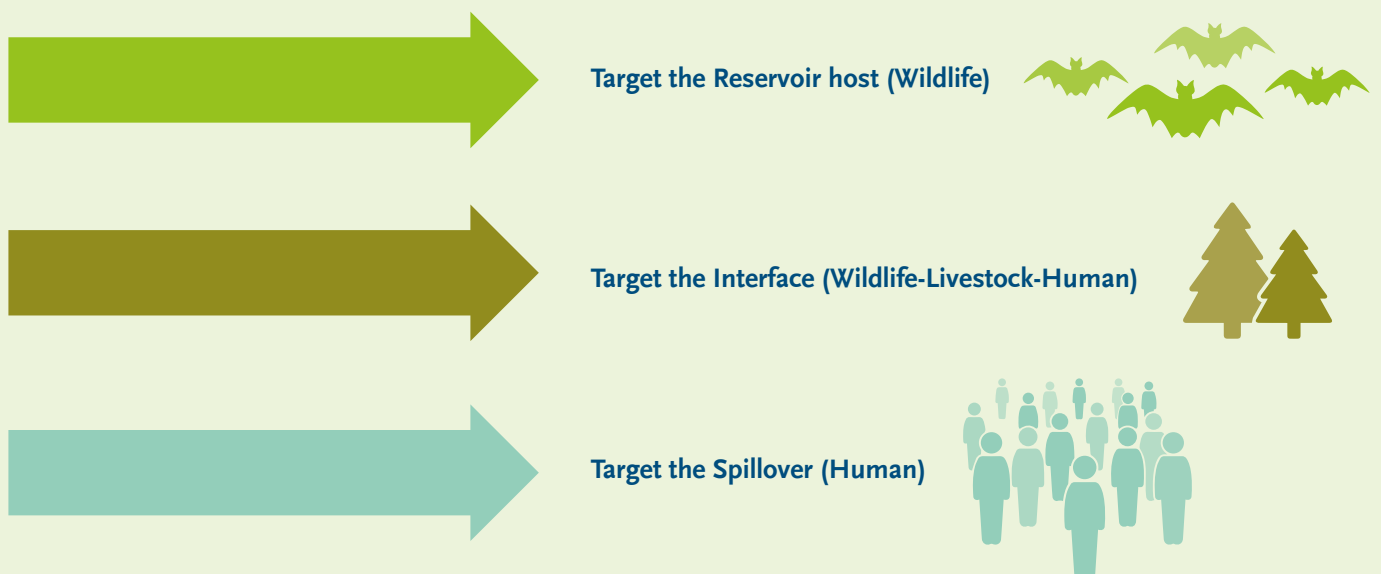 Target the Reservoir host (Wildlife)
Target the Interface (Wildlife-Livestock-Human)
Target the Spillover (Human)